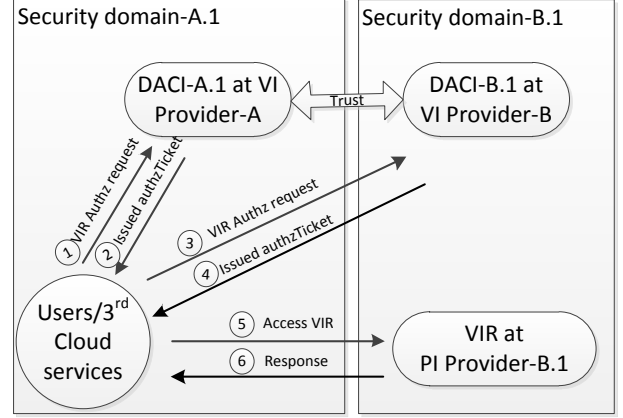 Security domain-A.1
Security domain-B.1
DACI-A.1 at VI
Provider-A
Trust
DACI-B.1 at
VI Provider-B
1 VIR Authz request
2 Issued authzTicket
3 VIR Authz request
4 Issued authzTicket
Users/3rd
Cloud
services
5 Access VIR
6 Response
VIR at
PI Provider-B.1